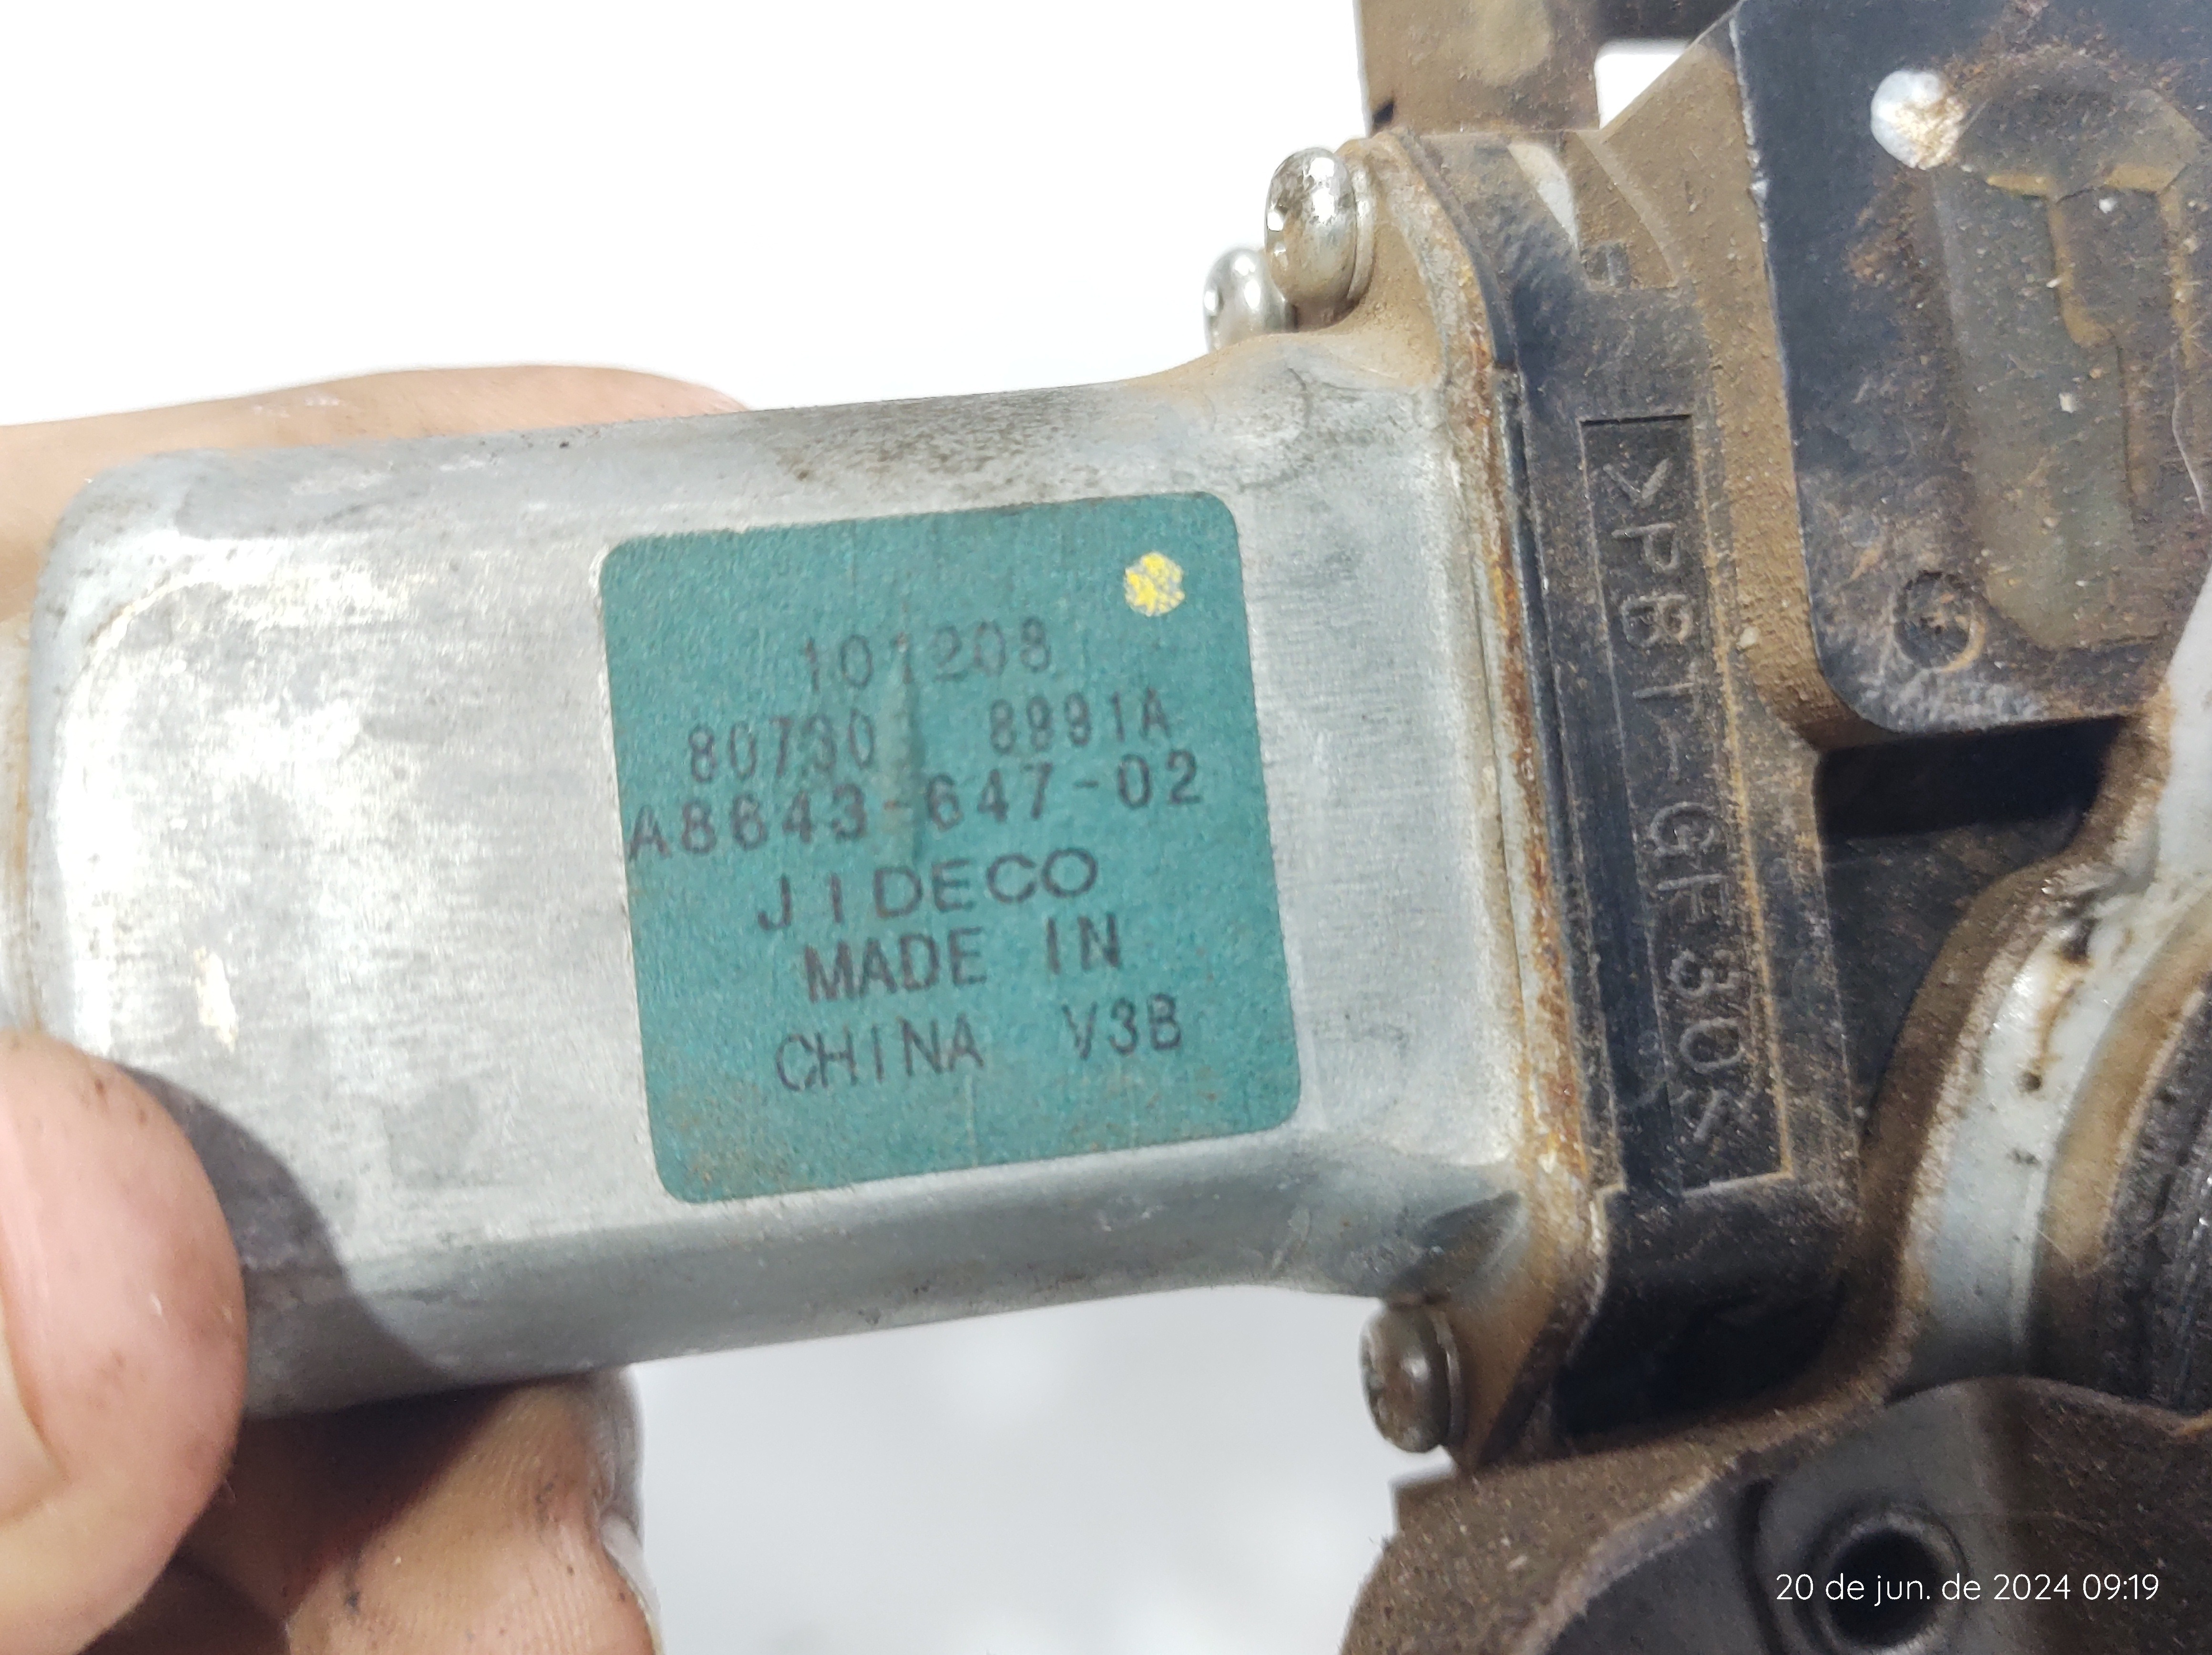 101208
80730 8991A
A8643-647-02
JIDECO
MADE IN
CHINA V3B
>PBT-GF30<
20 de jun. de 2024 09:19